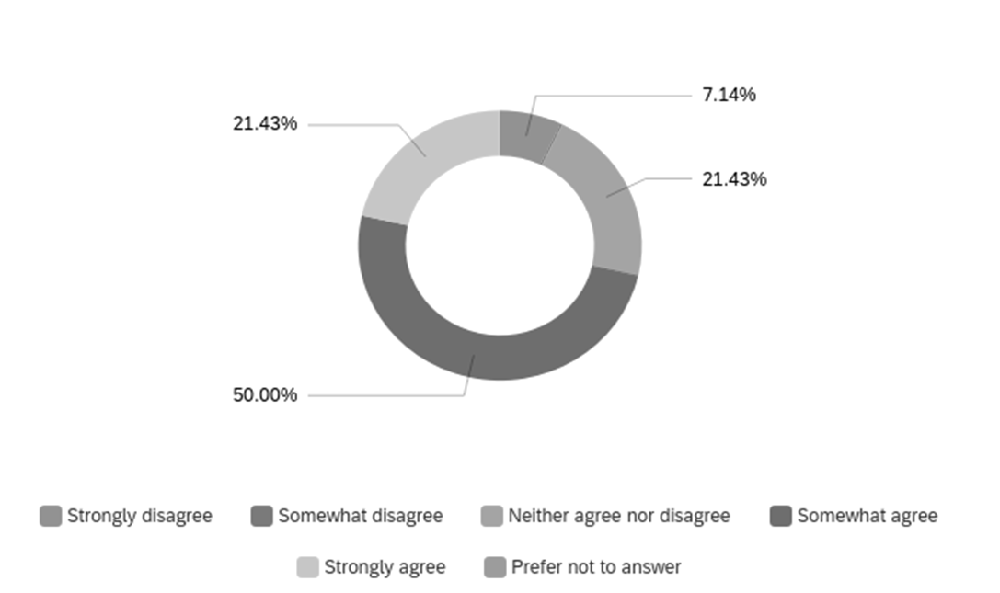 7.14%
21.43%
21.43%
50.00%
Strongly disagree
Somewhat disagree
Neither agree nor disagree
Somewhat agree
Strongly agree
Prefer not to answer